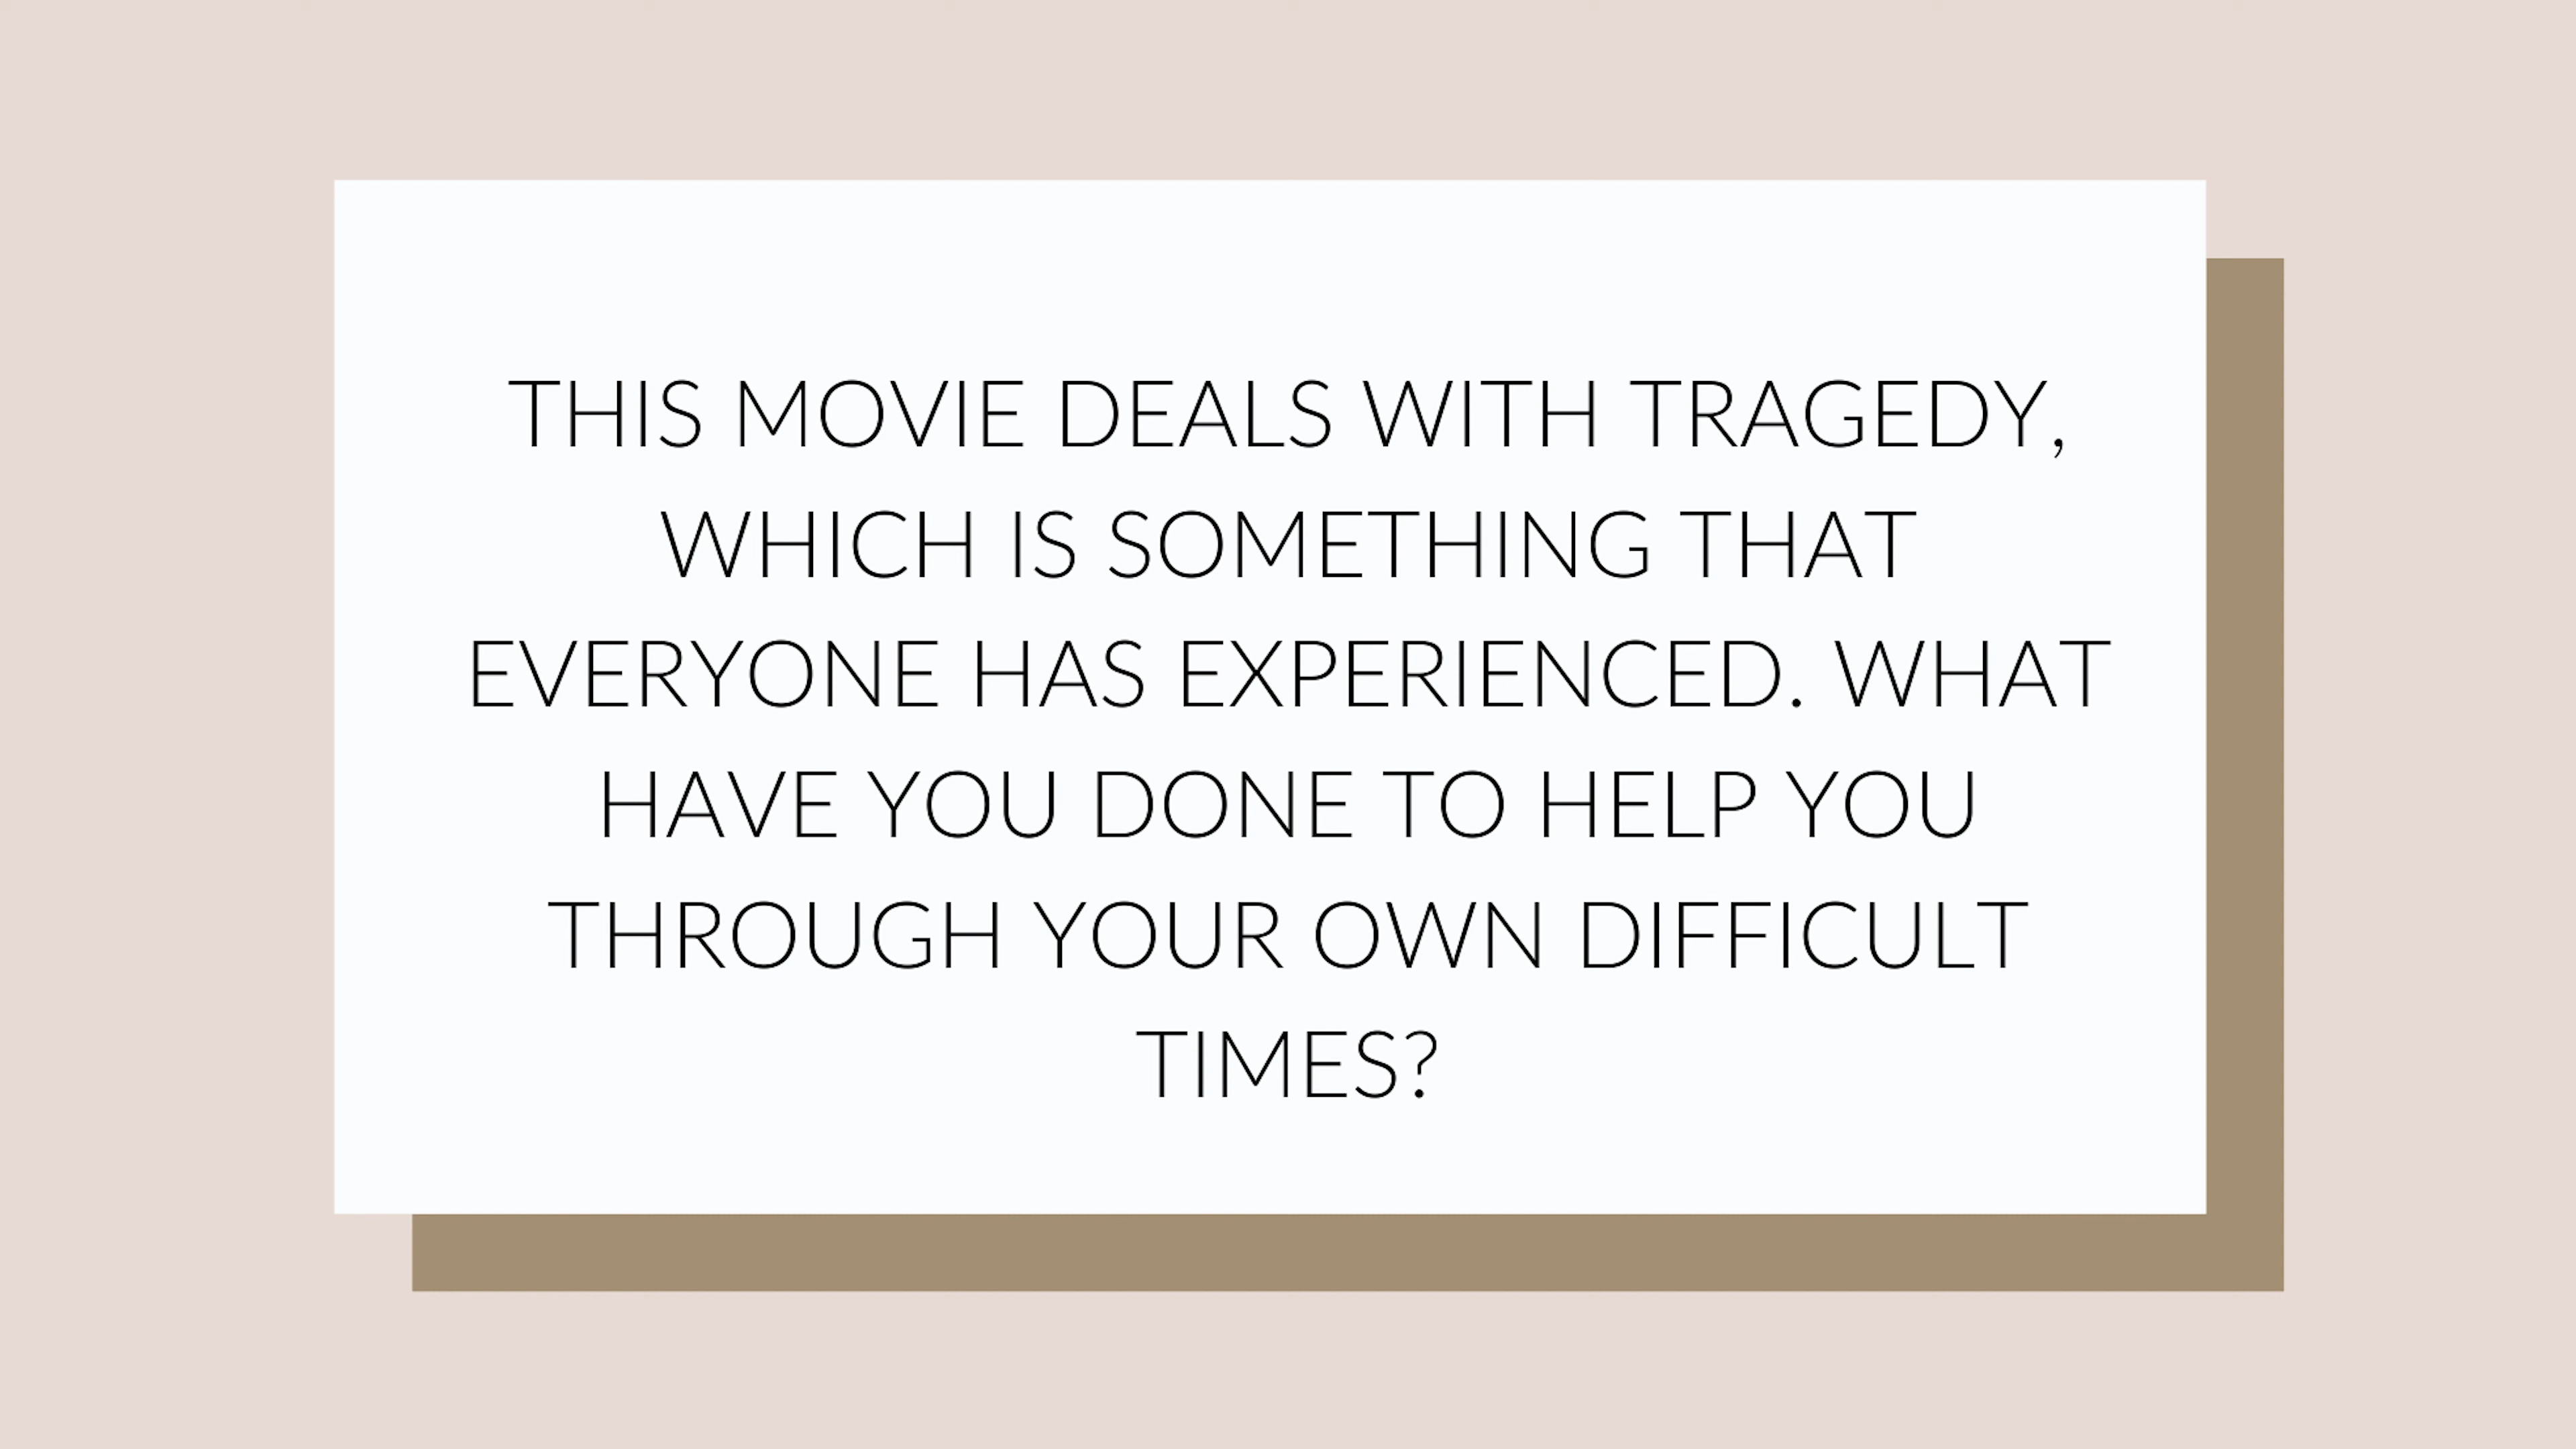 THIS MOVIE DEALS WITH TRAGEDY,
WHICH IS SOMETHING THAT
EVERYONE HAS EXPERIENCED. WHAT
HAVE YOU DONE TO HELP YOU
THROUGH YOUR OWN DIFFICULT
TIMES?